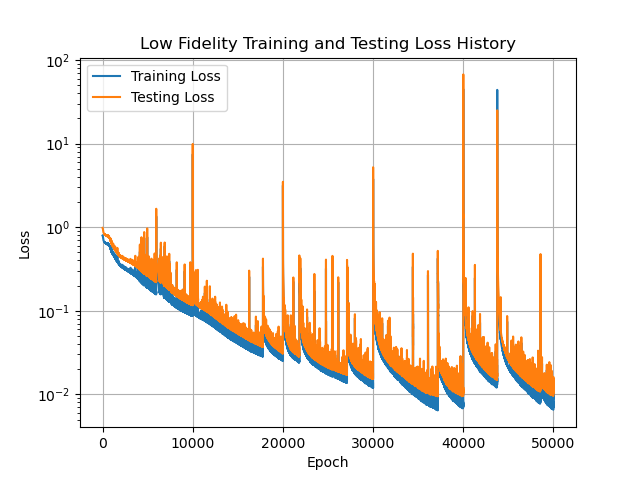 Low Fidelity Training and Testing Loss History
Training Loss
Testing Loss
10²
10¹
10⁰
10⁻¹
10⁻²
Loss
0 10000 20000 30000 40000 50000
Epoch